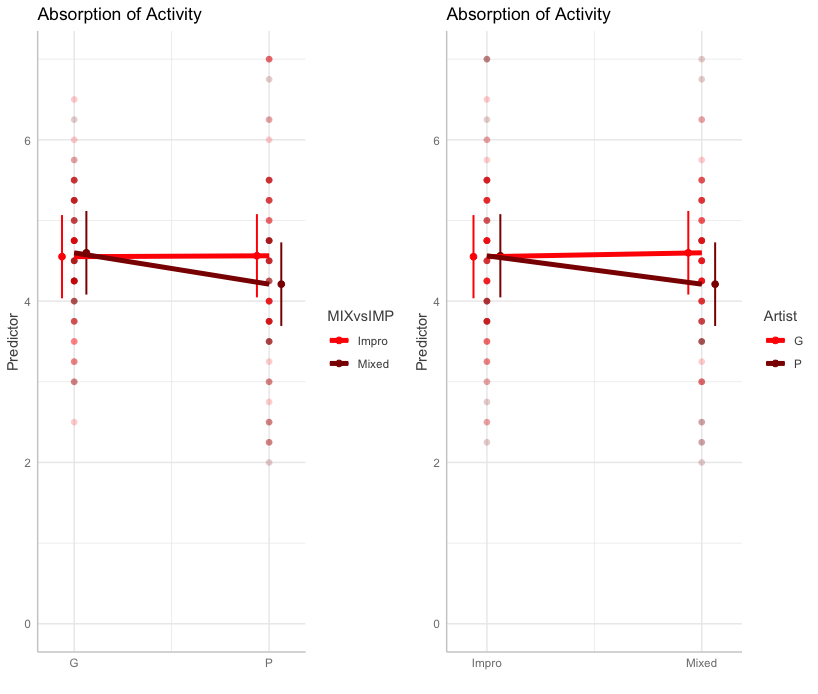 Absorption of Activity
Predictor
6
4
2
0
G
P
MIXvsIMP
Impro
Mixed
Absorption of Activity
Predictor
6
4
2
0
Impro
Mixed
Artist
G
P